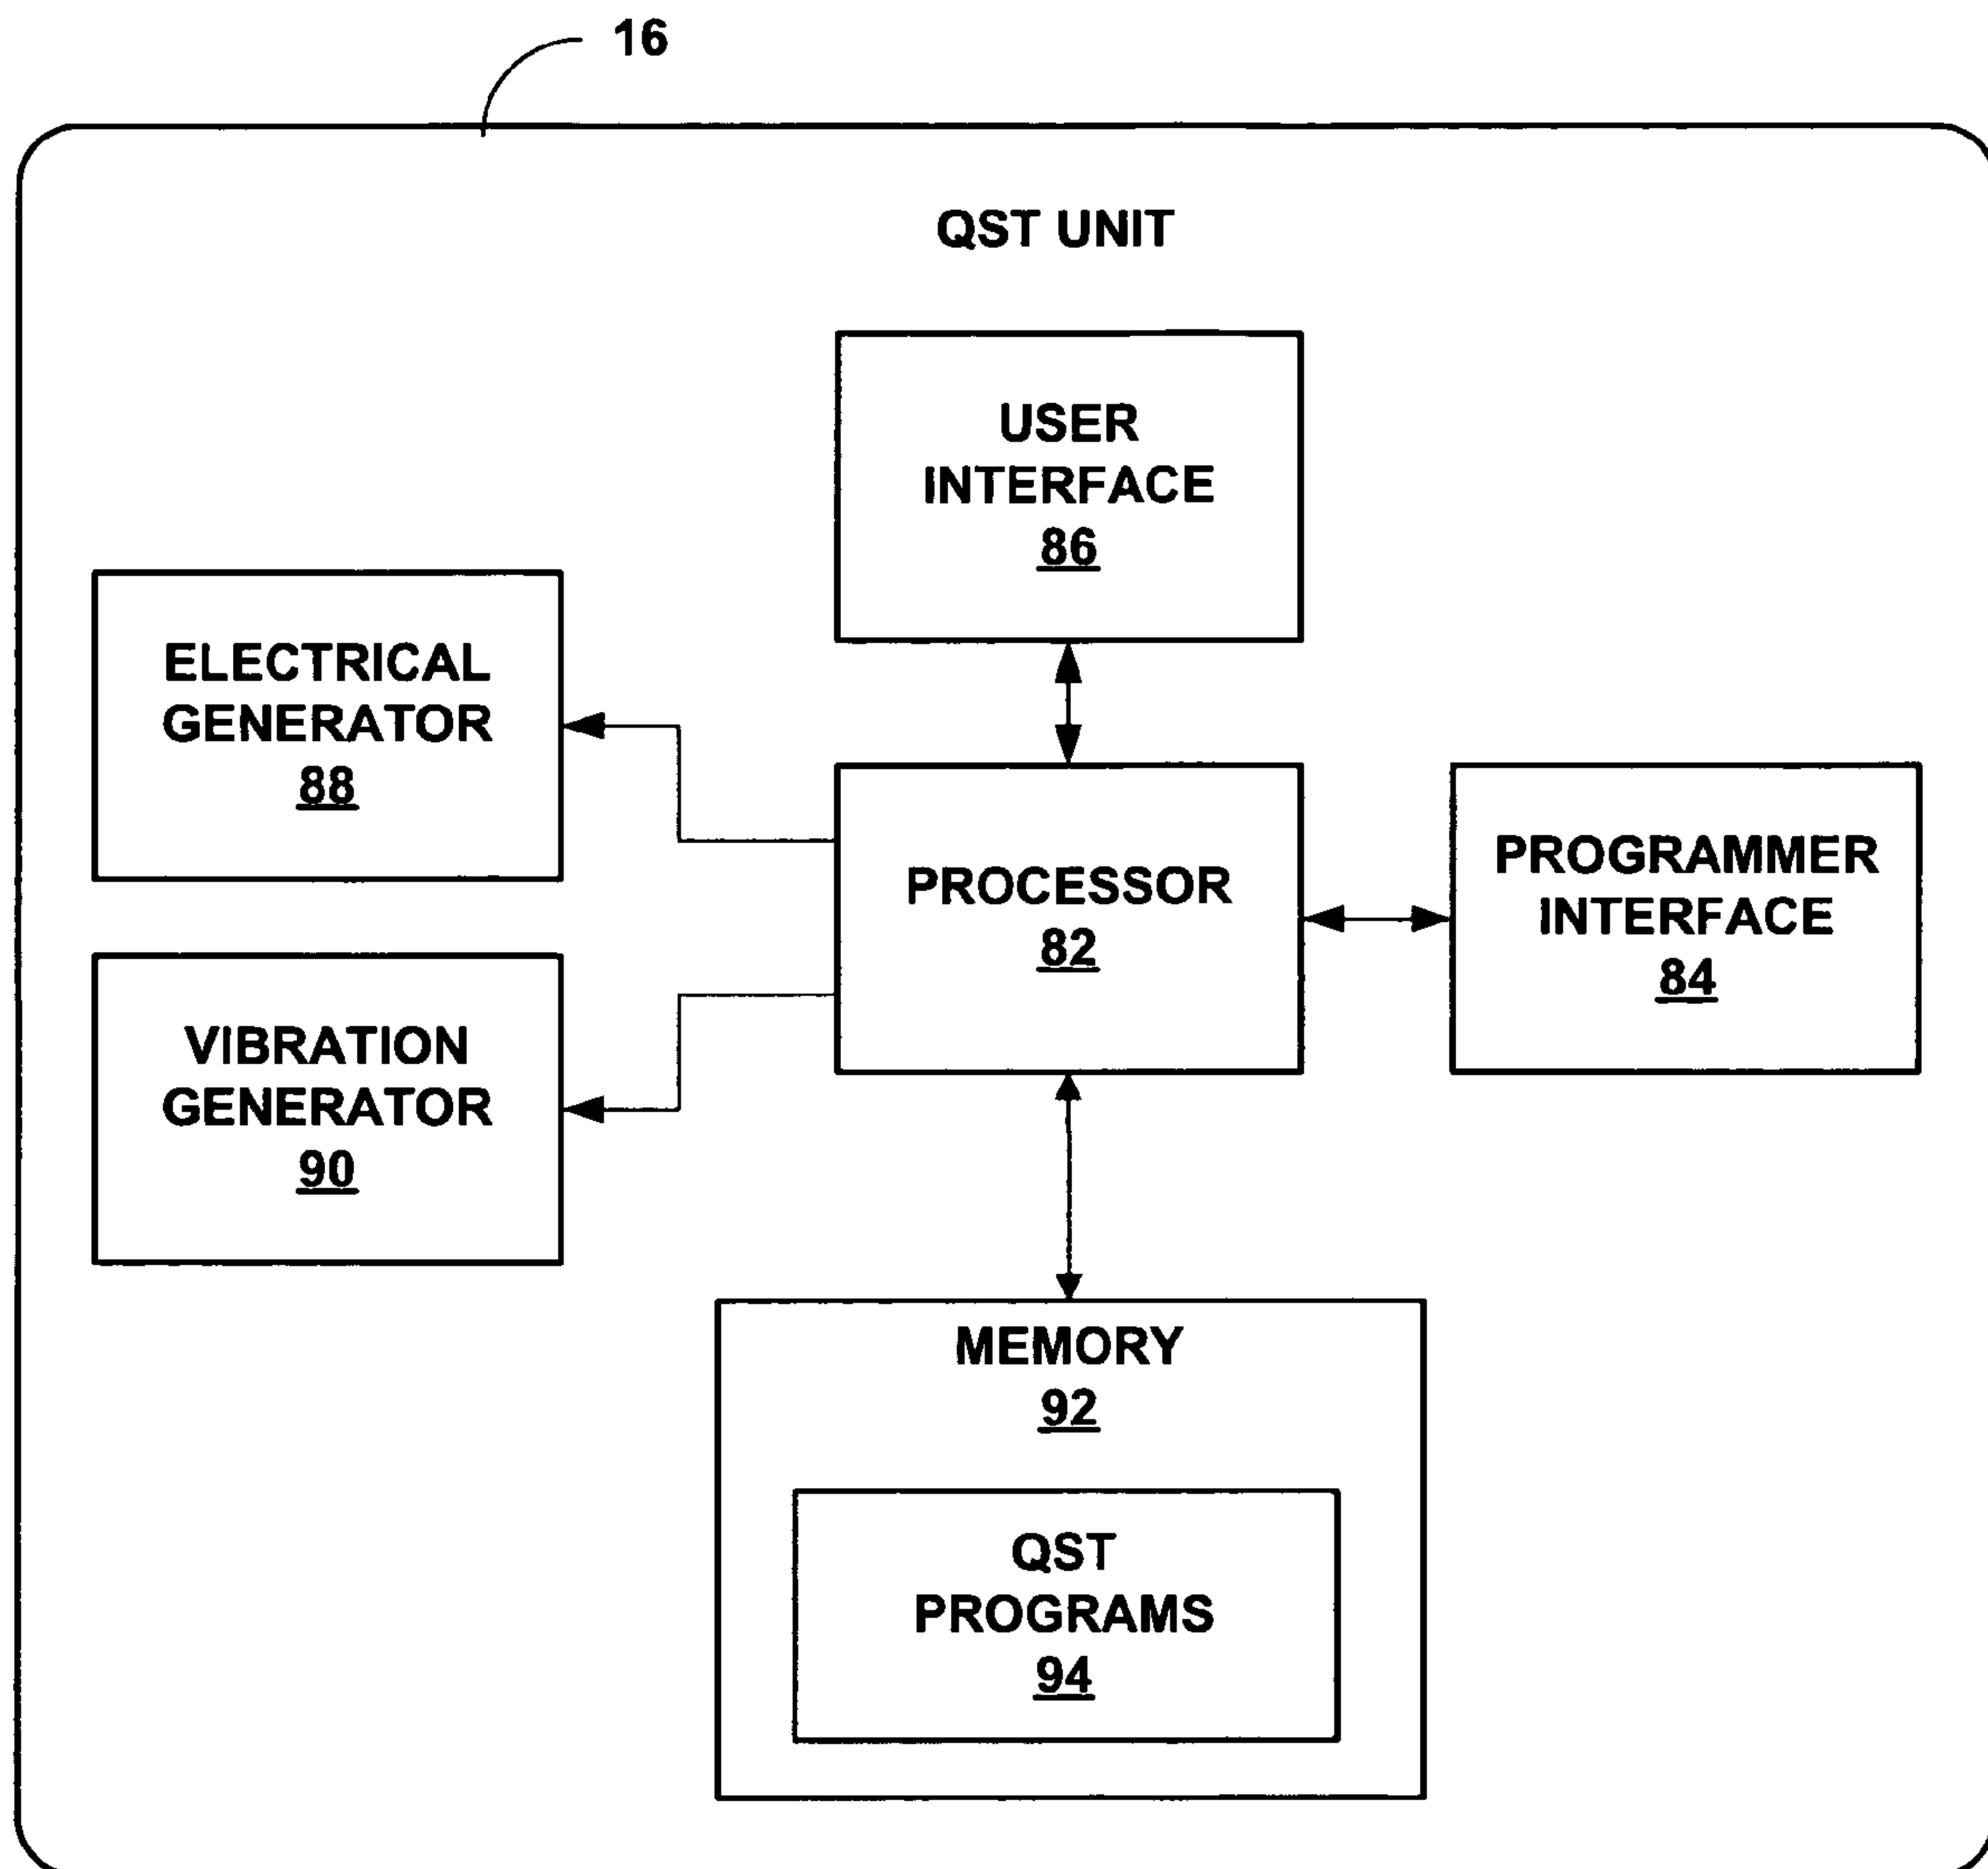 16
QST UNIT
USER
INTERFACE
86
ELECTRICAL
GENERATOR
88
PROCESSOR
82
PROGRAMMER
INTERFACE
84
VIBRATION
GENERATOR
90
MEMORY
92
QST
PROGRAMS
94